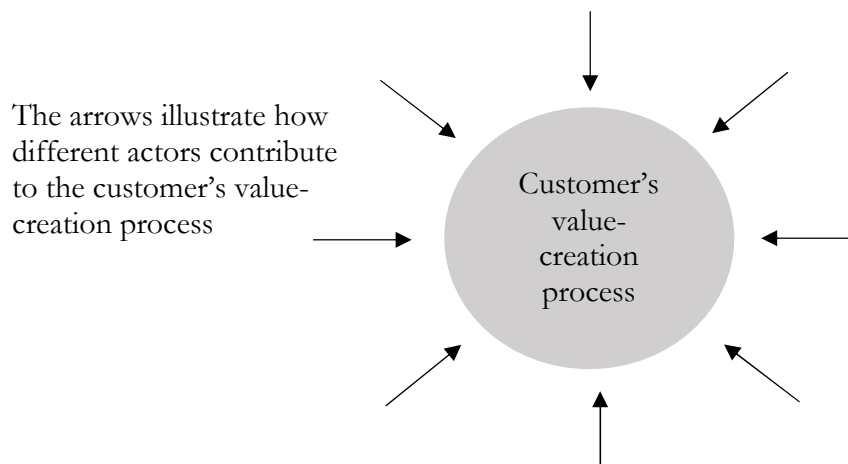 The arrows illustrate how
different actors contribute
to the customer’s value-
creation process
Customer’s
value-
creation
process